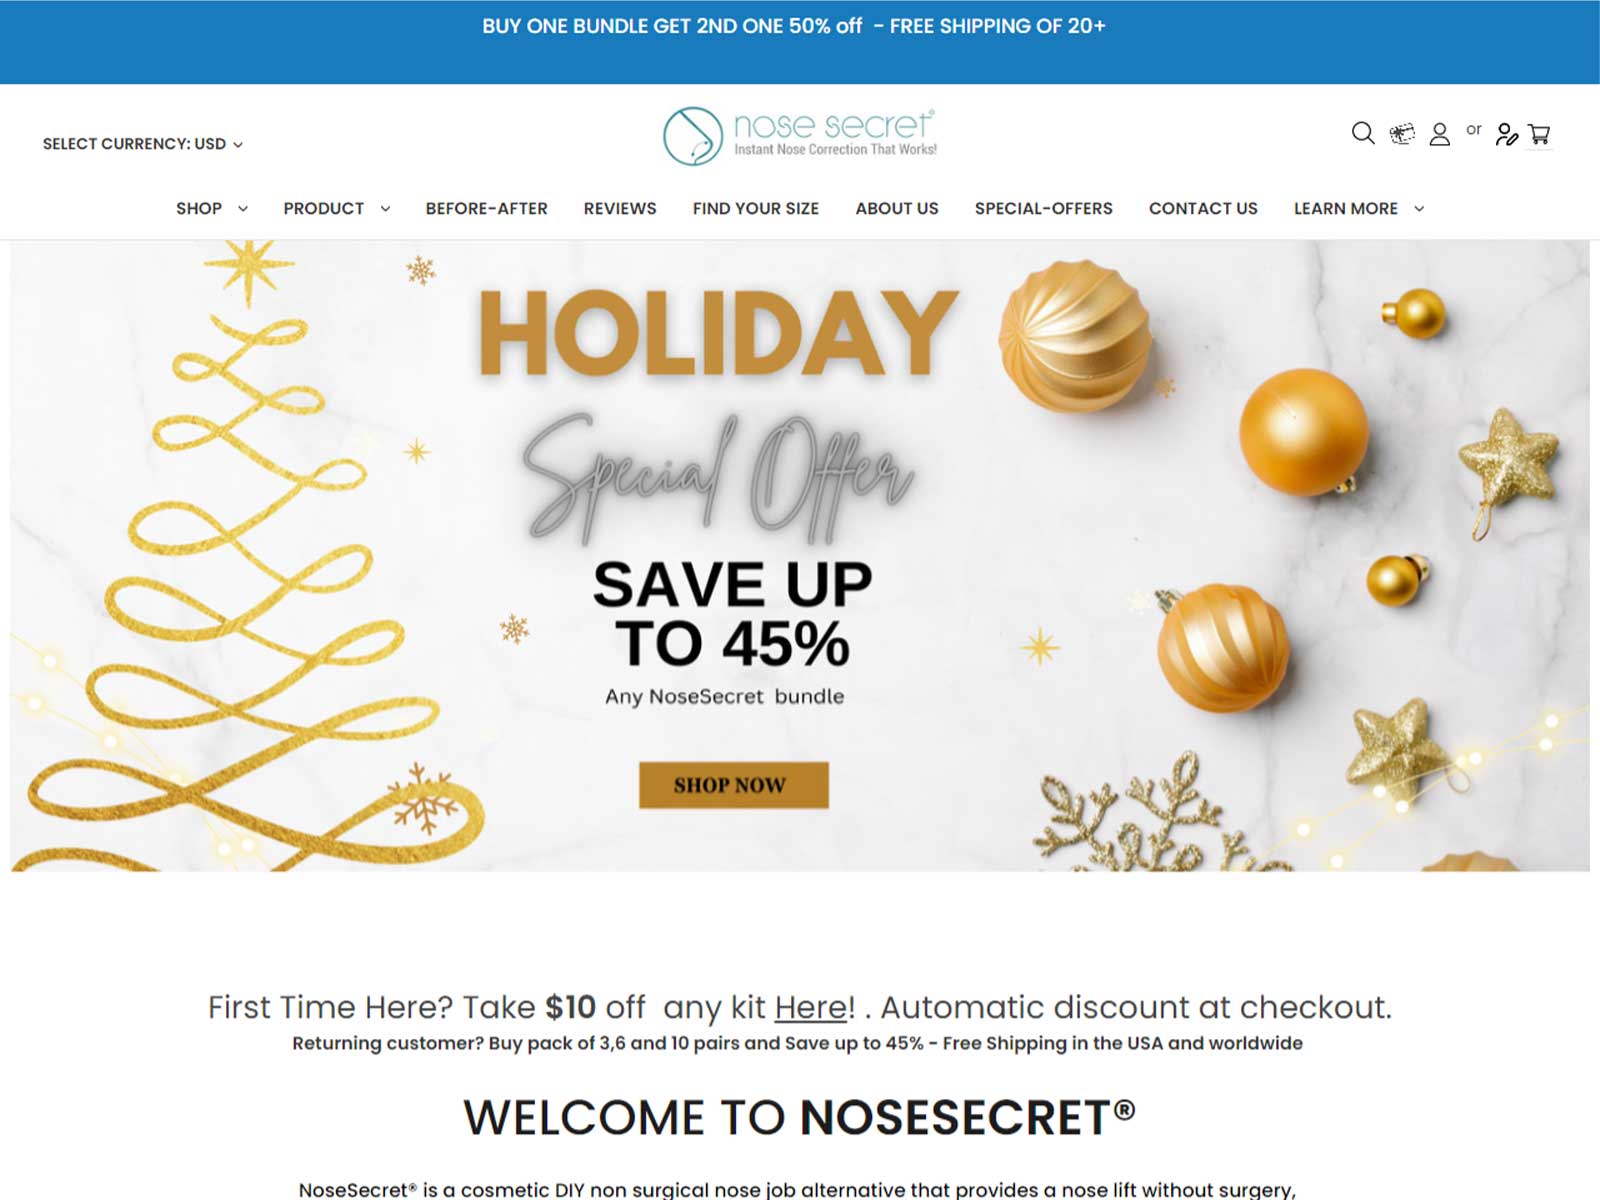 BUY ONE BUNDLE GET 2ND ONE 50% off - FREE SHIPPING OF 20+
SELECT CURRENCY: USD
nose secret®
Instant Nose Correction That Works!
or
SHOP PRODUCT BEFORE-AFTER REVIEWS FIND YOUR SIZE ABOUT US SPECIAL-OFFERS CONTACT US LEARN MORE
HOLIDAY
Special Offer
SAVE UP
TO 45%
Any NoseSecret bundle
SHOP NOW
First Time Here? Take $10 off any kit Here! . Automatic discount at checkout.
Returning customer? Buy pack of 3,6 and 10 pairs and Save up to 45% - Free Shipping in the USA and worldwide
WELCOME TO NOSESECRET®
NoseSecret® is a cosmetic DIY non surgical nose job alternative that provides a nose lift without surgery,